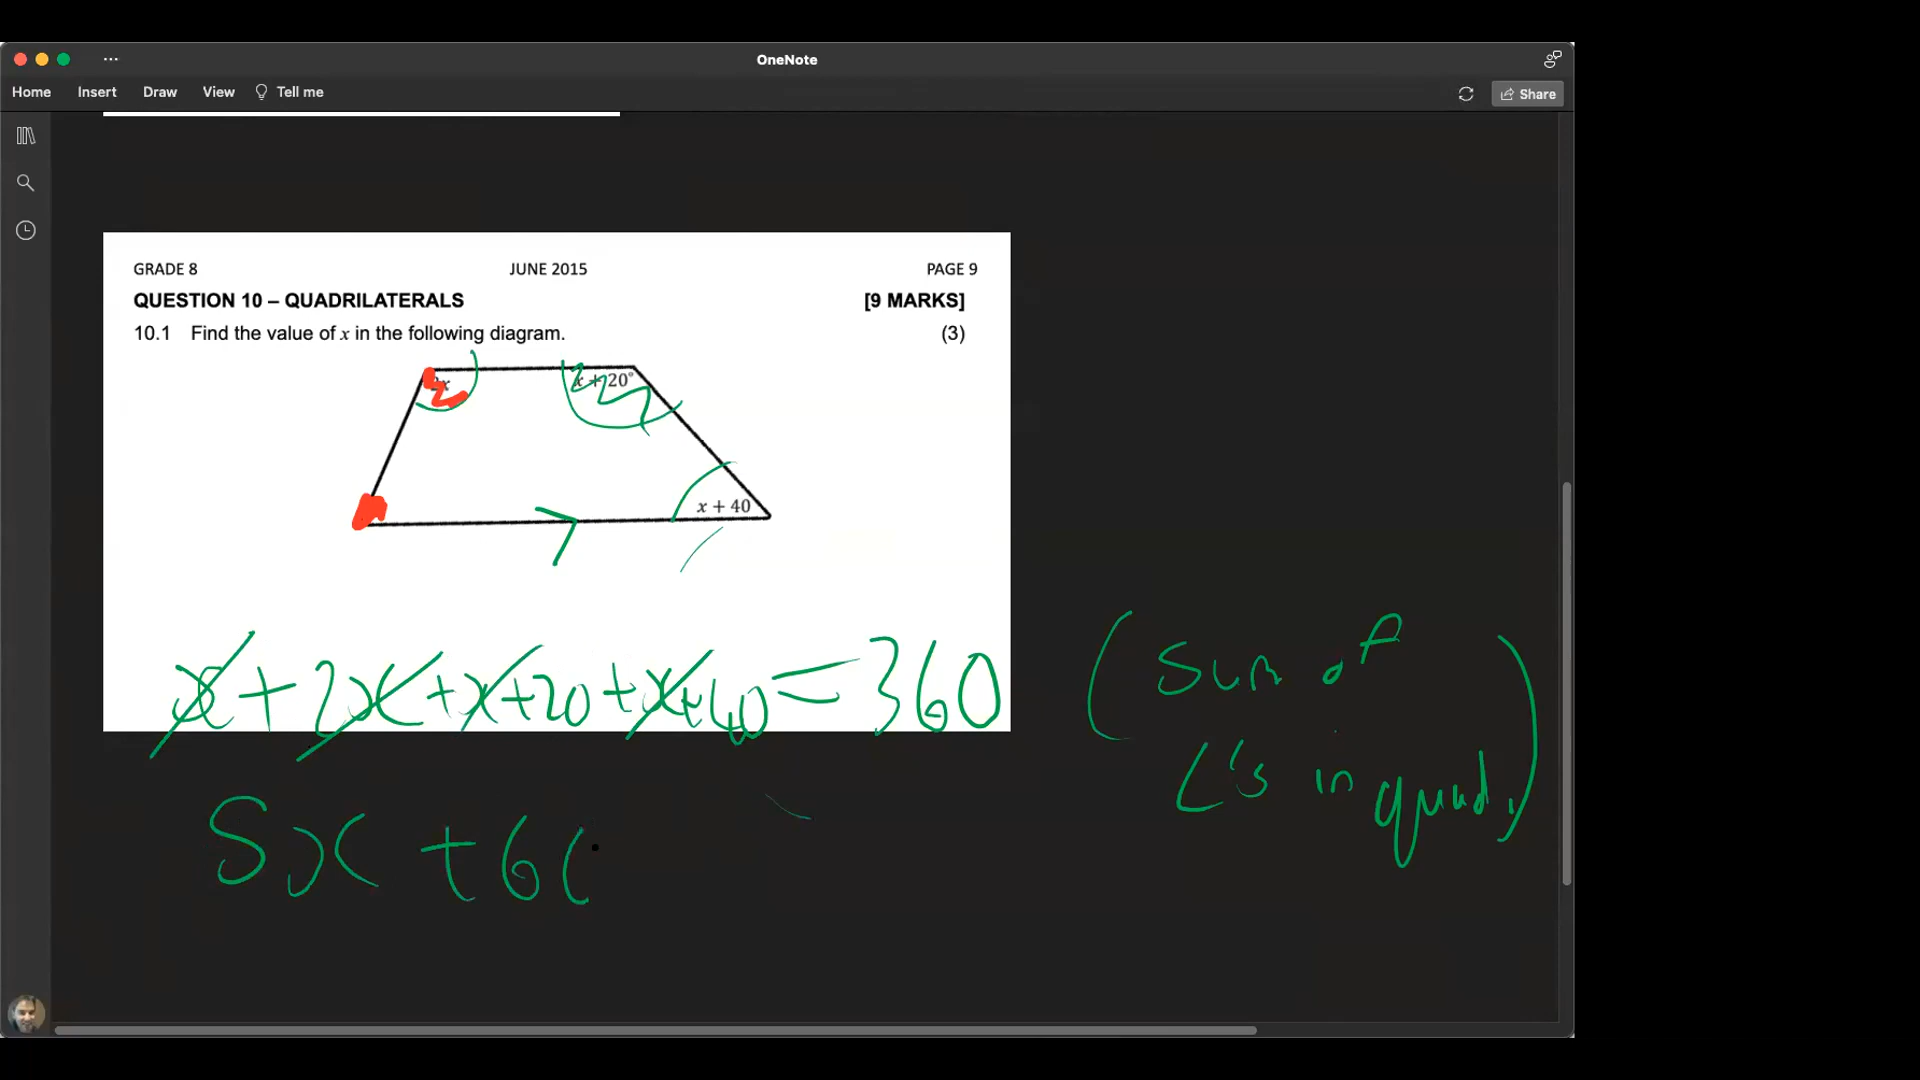 OneNote
Home Insert Draw View Tell me
Share
GRADE 8 JUNE 2015 PAGE 9
QUESTION 10 – QUADRILATERALS [9 MARKS]
10.1 Find the value of x in the following diagram. (3)
2x x + 20°
x + 40
x + 2x + x + 20 + x + 40 = 360
(Sum of
∠'s in quad.)
5x + 6(